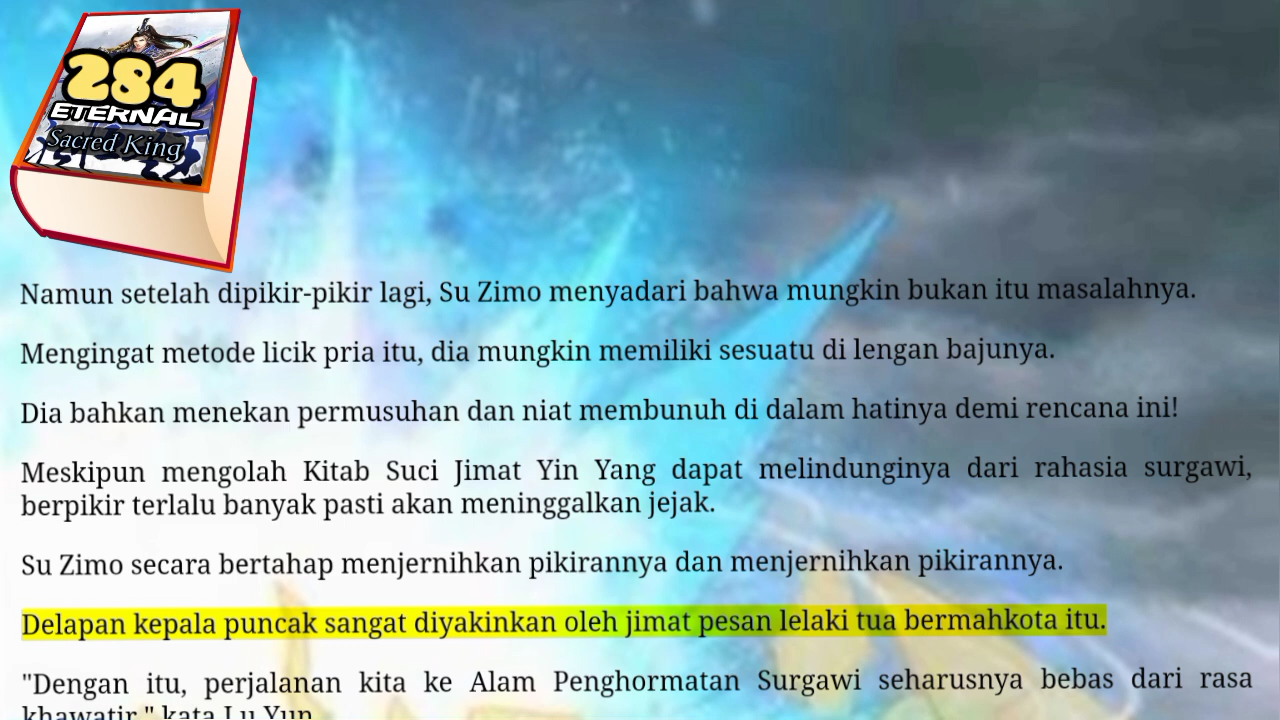 284
ETERNAL
Sacred King
Namun setelah dipikir-pikir lagi, Su Zimo menyadari bahwa mungkin bukan itu masalahnya.
Mengingat metode licik pria itu, dia mungkin memiliki sesuatu di lengan bajunya.
Dia bahkan menekan permusuhan dan niat membunuh di dalam hatinya demi rencana ini!
Meskipun mengolah Kitab Suci Jimat Yin Yang dapat melindunginya dari rahasia surgawi,
berpikir terlalu banyak pasti akan meninggalkan jejak.
Su Zimo secara bertahap menjernihkan pikirannya dan menjernihkan pikirannya.
Delapan kepala puncak sangat diyakinkan oleh jimat pesan lelaki tua bermahkota itu.
"Dengan itu, perjalanan kita ke Alam Penghormatan Surgawi seharusnya bebas dari rasa
khawatir," kata Lu Yun.